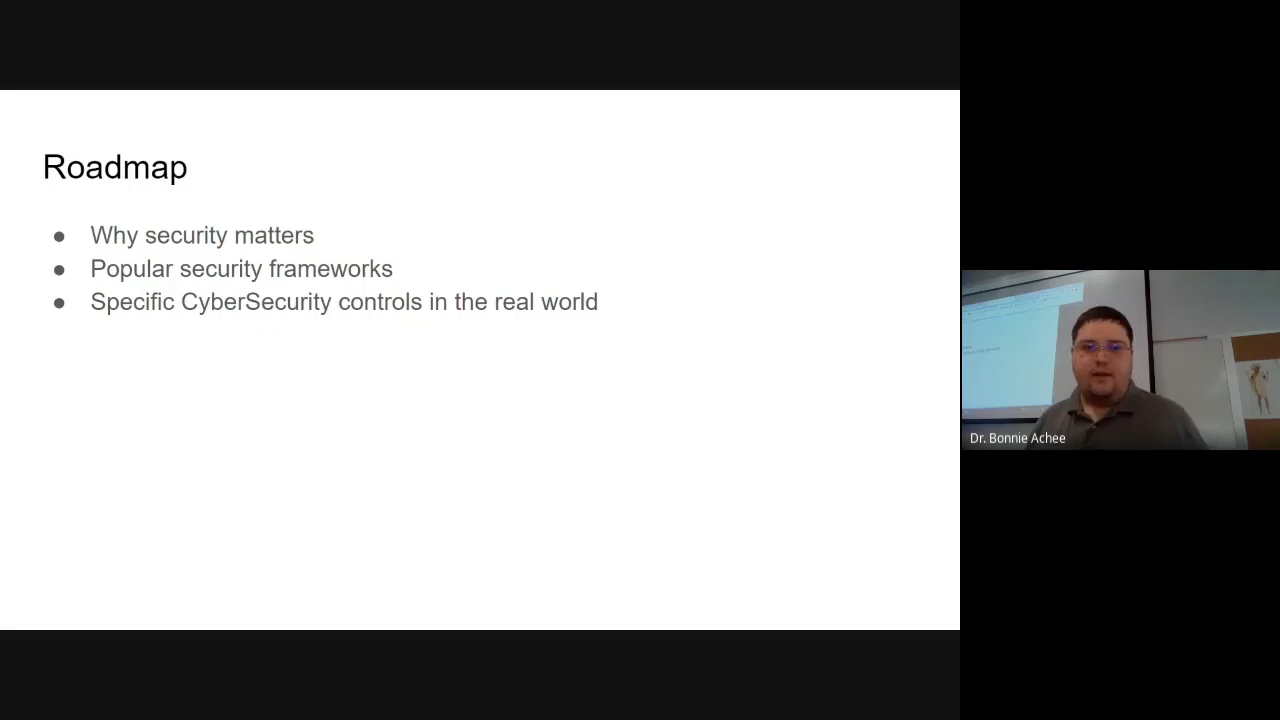 Roadmap
● Why security matters
● Popular security frameworks
● Specific CyberSecurity controls in the real world
Dr. Bonnie Achee